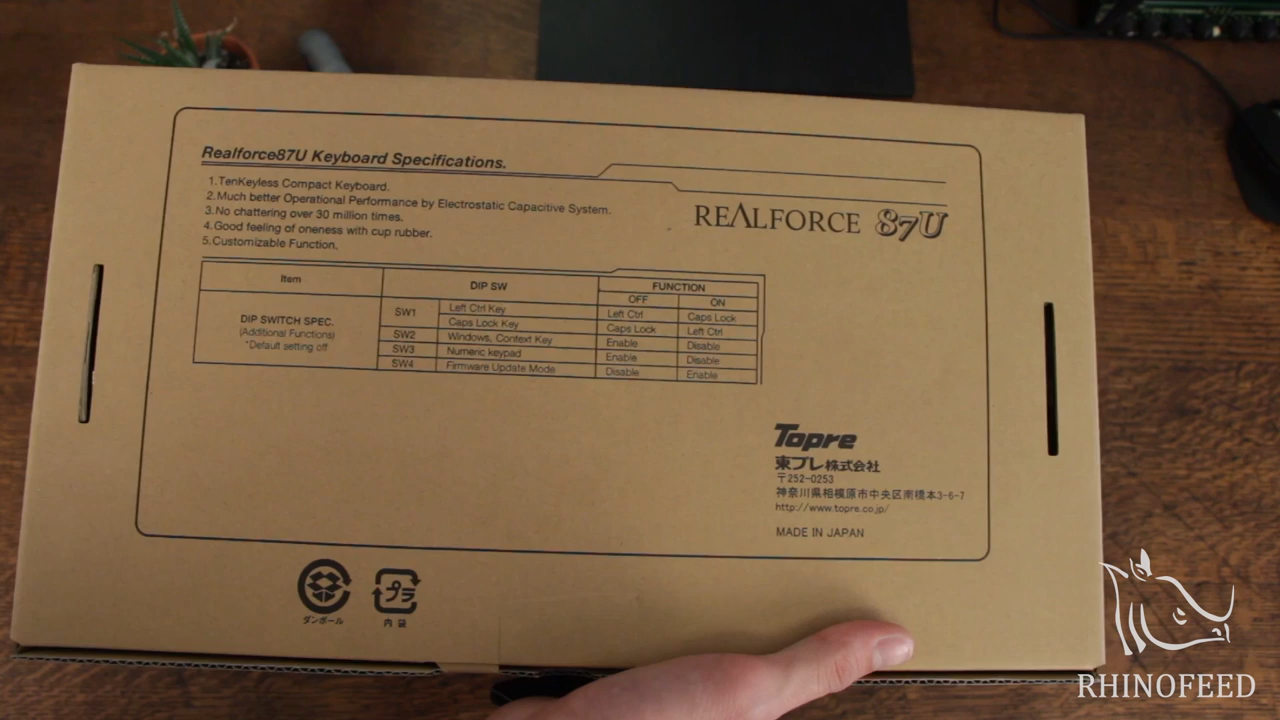 Realforce87U Keyboard Specifications.
1.TenKeyless Compact Keyboard.
2.Much better Operational Performance by Electrostatic Capacitive System.
3.No chattering over 30 million times.
4.Good feeling of oneness with cup rubber.
5.Customizable Function.
REALFORCE 87U
Item DIP SW FUNCTION
OFF ON
DIP SWITCH SPEC.
(Additional Functions)
*Default setting off
SW1 Left Ctrl Key Left Ctrl Caps Lock
Caps Lock Key Caps Lock Left Ctrl
SW2 Windows, Context Key Enable Disable
SW3 Numeric keypad Enable Disable
SW4 Firmware Update Mode Disable Enable
Topre
東プレ株式会社
〒252-0253
神奈川県相模原市中央区南橋本3-6-7
http://www.topre.co.jp/
MADE IN JAPAN
プラ
ダンボール 内袋
RHINOFEED